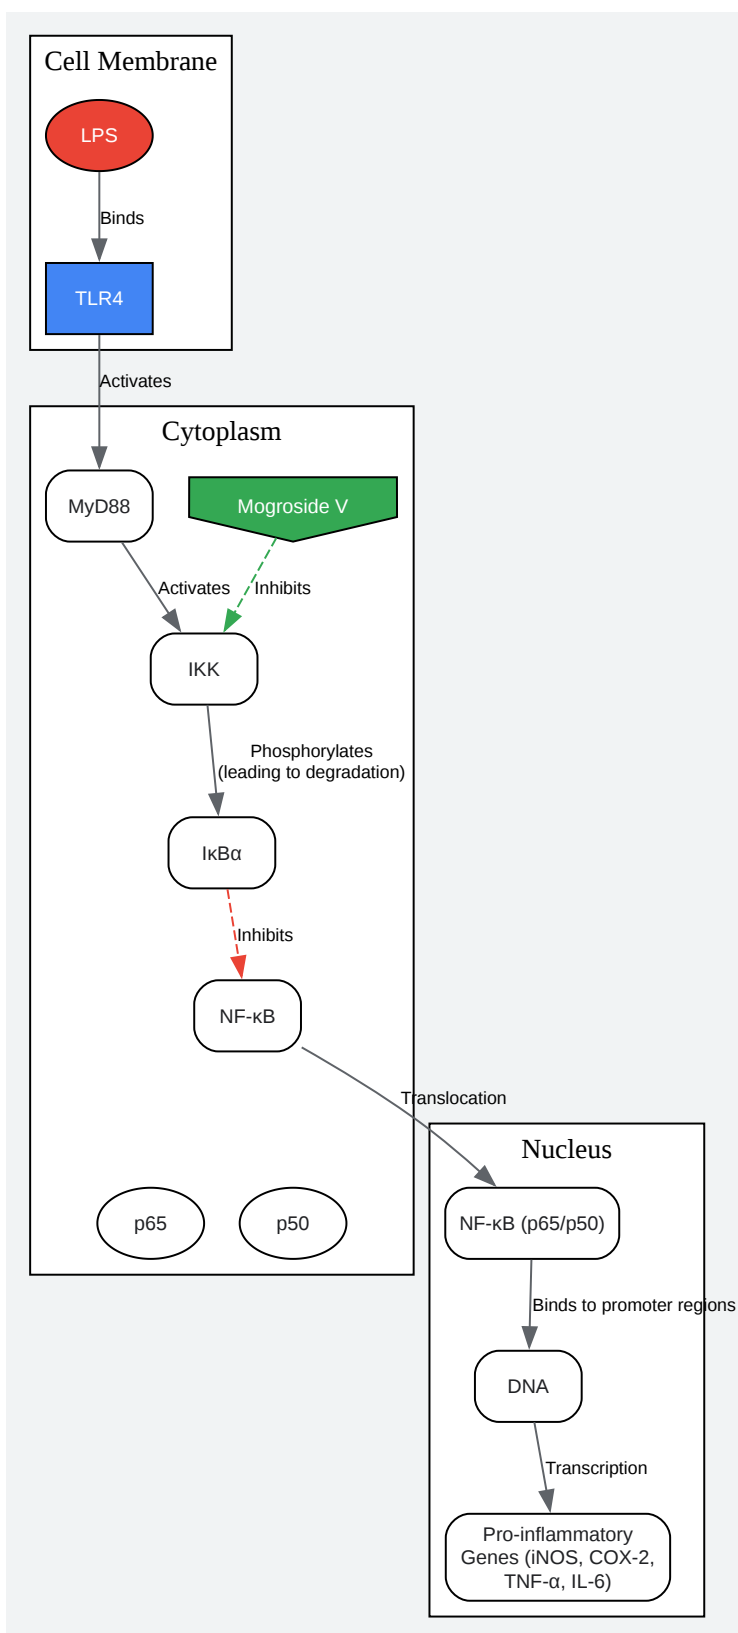 Cell Membrane
LPS
Binds
TLR4
Activates
Cytoplasm
MyD88
Mogroside V
Activates
Inhibits
IKK
Phosphorylates
(leading to degradation)
IκBα
Inhibits
NF-κB
Translocation
Nucleus
p65
p50
NF-κB (p65/p50)
Binds to promoter regions
DNA
Transcription
Pro-inflammatory
Genes (iNOS, COX-2,
TNF-α, IL-6)